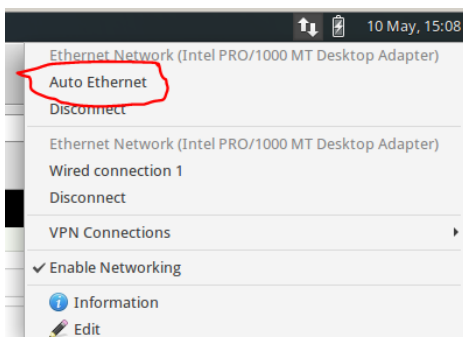 10 May, 15:08
Ethernet Network (Intel PRO/1000 MT Desktop Adapter)
Auto Ethernet
Disconnect
Ethernet Network (Intel PRO/1000 MT Desktop Adapter)
Wired connection 1
Disconnect
VPN Connections
Enable Networking
Information
Edit